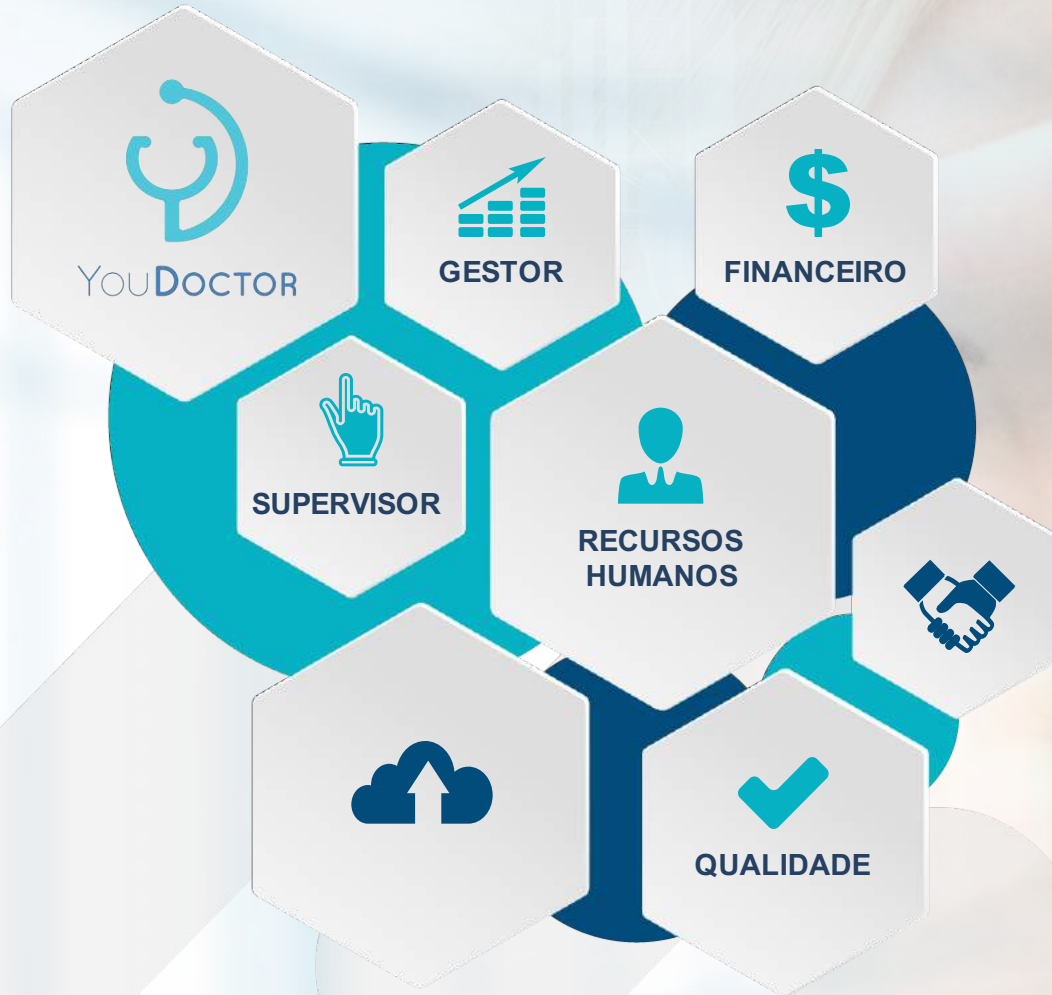 YOUDOCTOR
GESTOR
$
FINANCEIRO
SUPERVISOR
RECURSOS
HUMANOS
QUALIDADE